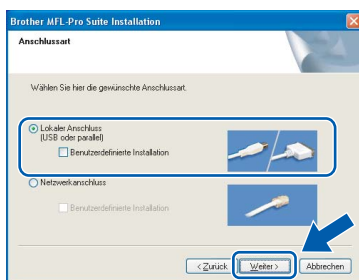 Brother MFL-Pro Suite Installation
Anschlussart
Wählen Sie hier die gewünschte Anschlussart.
Lokaler Anschluss
(USB oder parallel)
Benutzerdefinierte Installation
Netzwerkanschluss
Benutzerdefinierte Installation
< Zurück Weiter > Abbrechen